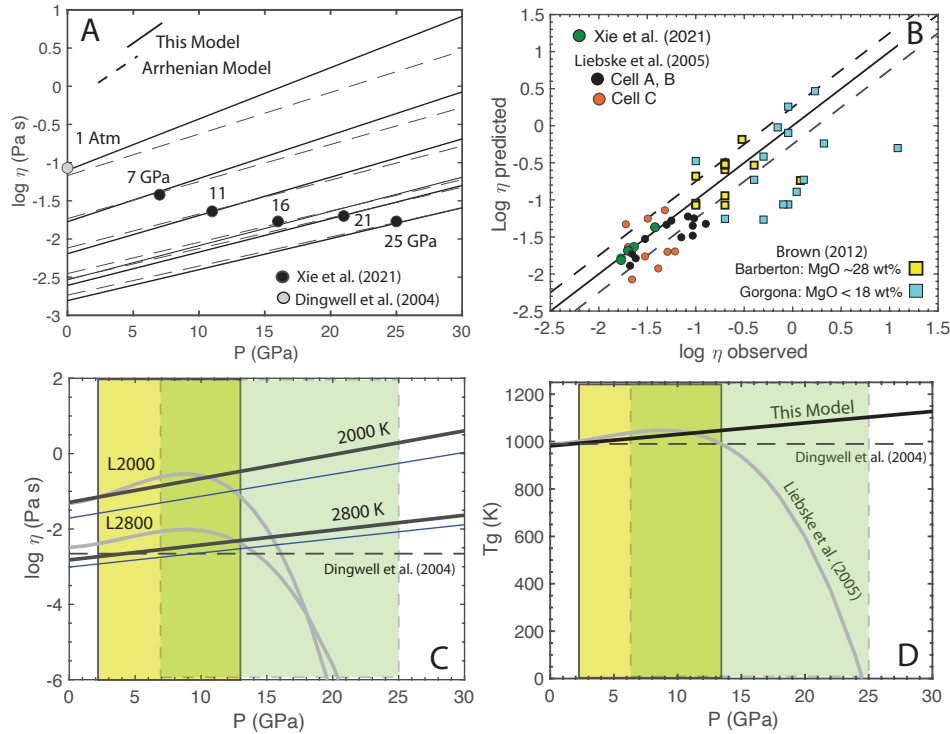 A
This Model
Arrhenian Model
1 Atm
7 GPa
11
16
21
25 GPa
Xie et al. (2021)
Dingwell et al. (2004)
1
0.5
0
-0.5
-1
-1.5
-2
-2.5
-3
log η (Pa s)
0 5 10 15 20 25 30
P (GPa)
B
Xie et al. (2021)
Liebske et al. (2005)
Cell A, B
Cell C
Brown (2012)
Barberton: MgO ~28 wt%
Gorgona: MgO < 18 wt%
1.5
1
0.5
0
-0.5
-1
-1.5
-2
-2.5
Log η predicted
-2.5 -2 -1.5 -1 -0.5 0 0.5 1 1.5
log η observed
2
0
-2
-4
-6
log η (Pa s)
L2000
2000 K
L2800
2800 K
Dingwell et al. (2004)
C
0 5 10 15 20 25 30
P (GPa)
1200
1000
800
600
400
200
0
Tg (K)
This Model
Dingwell et al. (2004)
Liebske et al. (2005)
D
0 5 10 15 20 25 30
P (GPa)